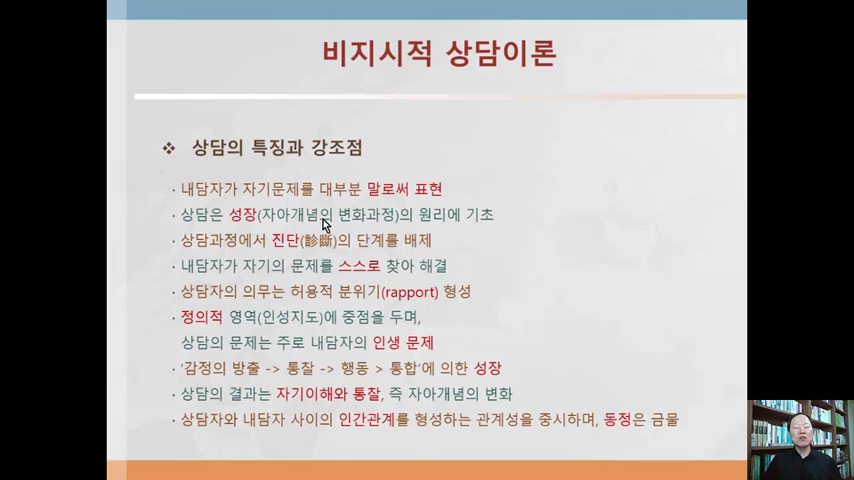 비지시적 상담이론
❖ 상담의 특징과 강조점
· 내담자가 자기문제를 대부분 말로써 표현
· 상담은 성장(자아개념의 변화과정)의 원리에 기초
· 상담과정에서 진단(診斷)의 단계를 배제
· 내담자가 자기의 문제를 스스로 찾아 해결
· 상담자의 의무는 허용적 분위기(rapport) 형성
· 정의적 영역(인성지도)에 중점을 두며,
상담의 문제는 주로 내담자의 인생 문제
· ‘감정의 방출 -> 통찰 -> 행동 > 통합’에 의한 성장
· 상담의 결과는 자기이해와 통찰, 즉 자아개념의 변화
· 상담자와 내담자 사이의 인간관계를 형성하는 관계성을 중시하며, 동정은 금물